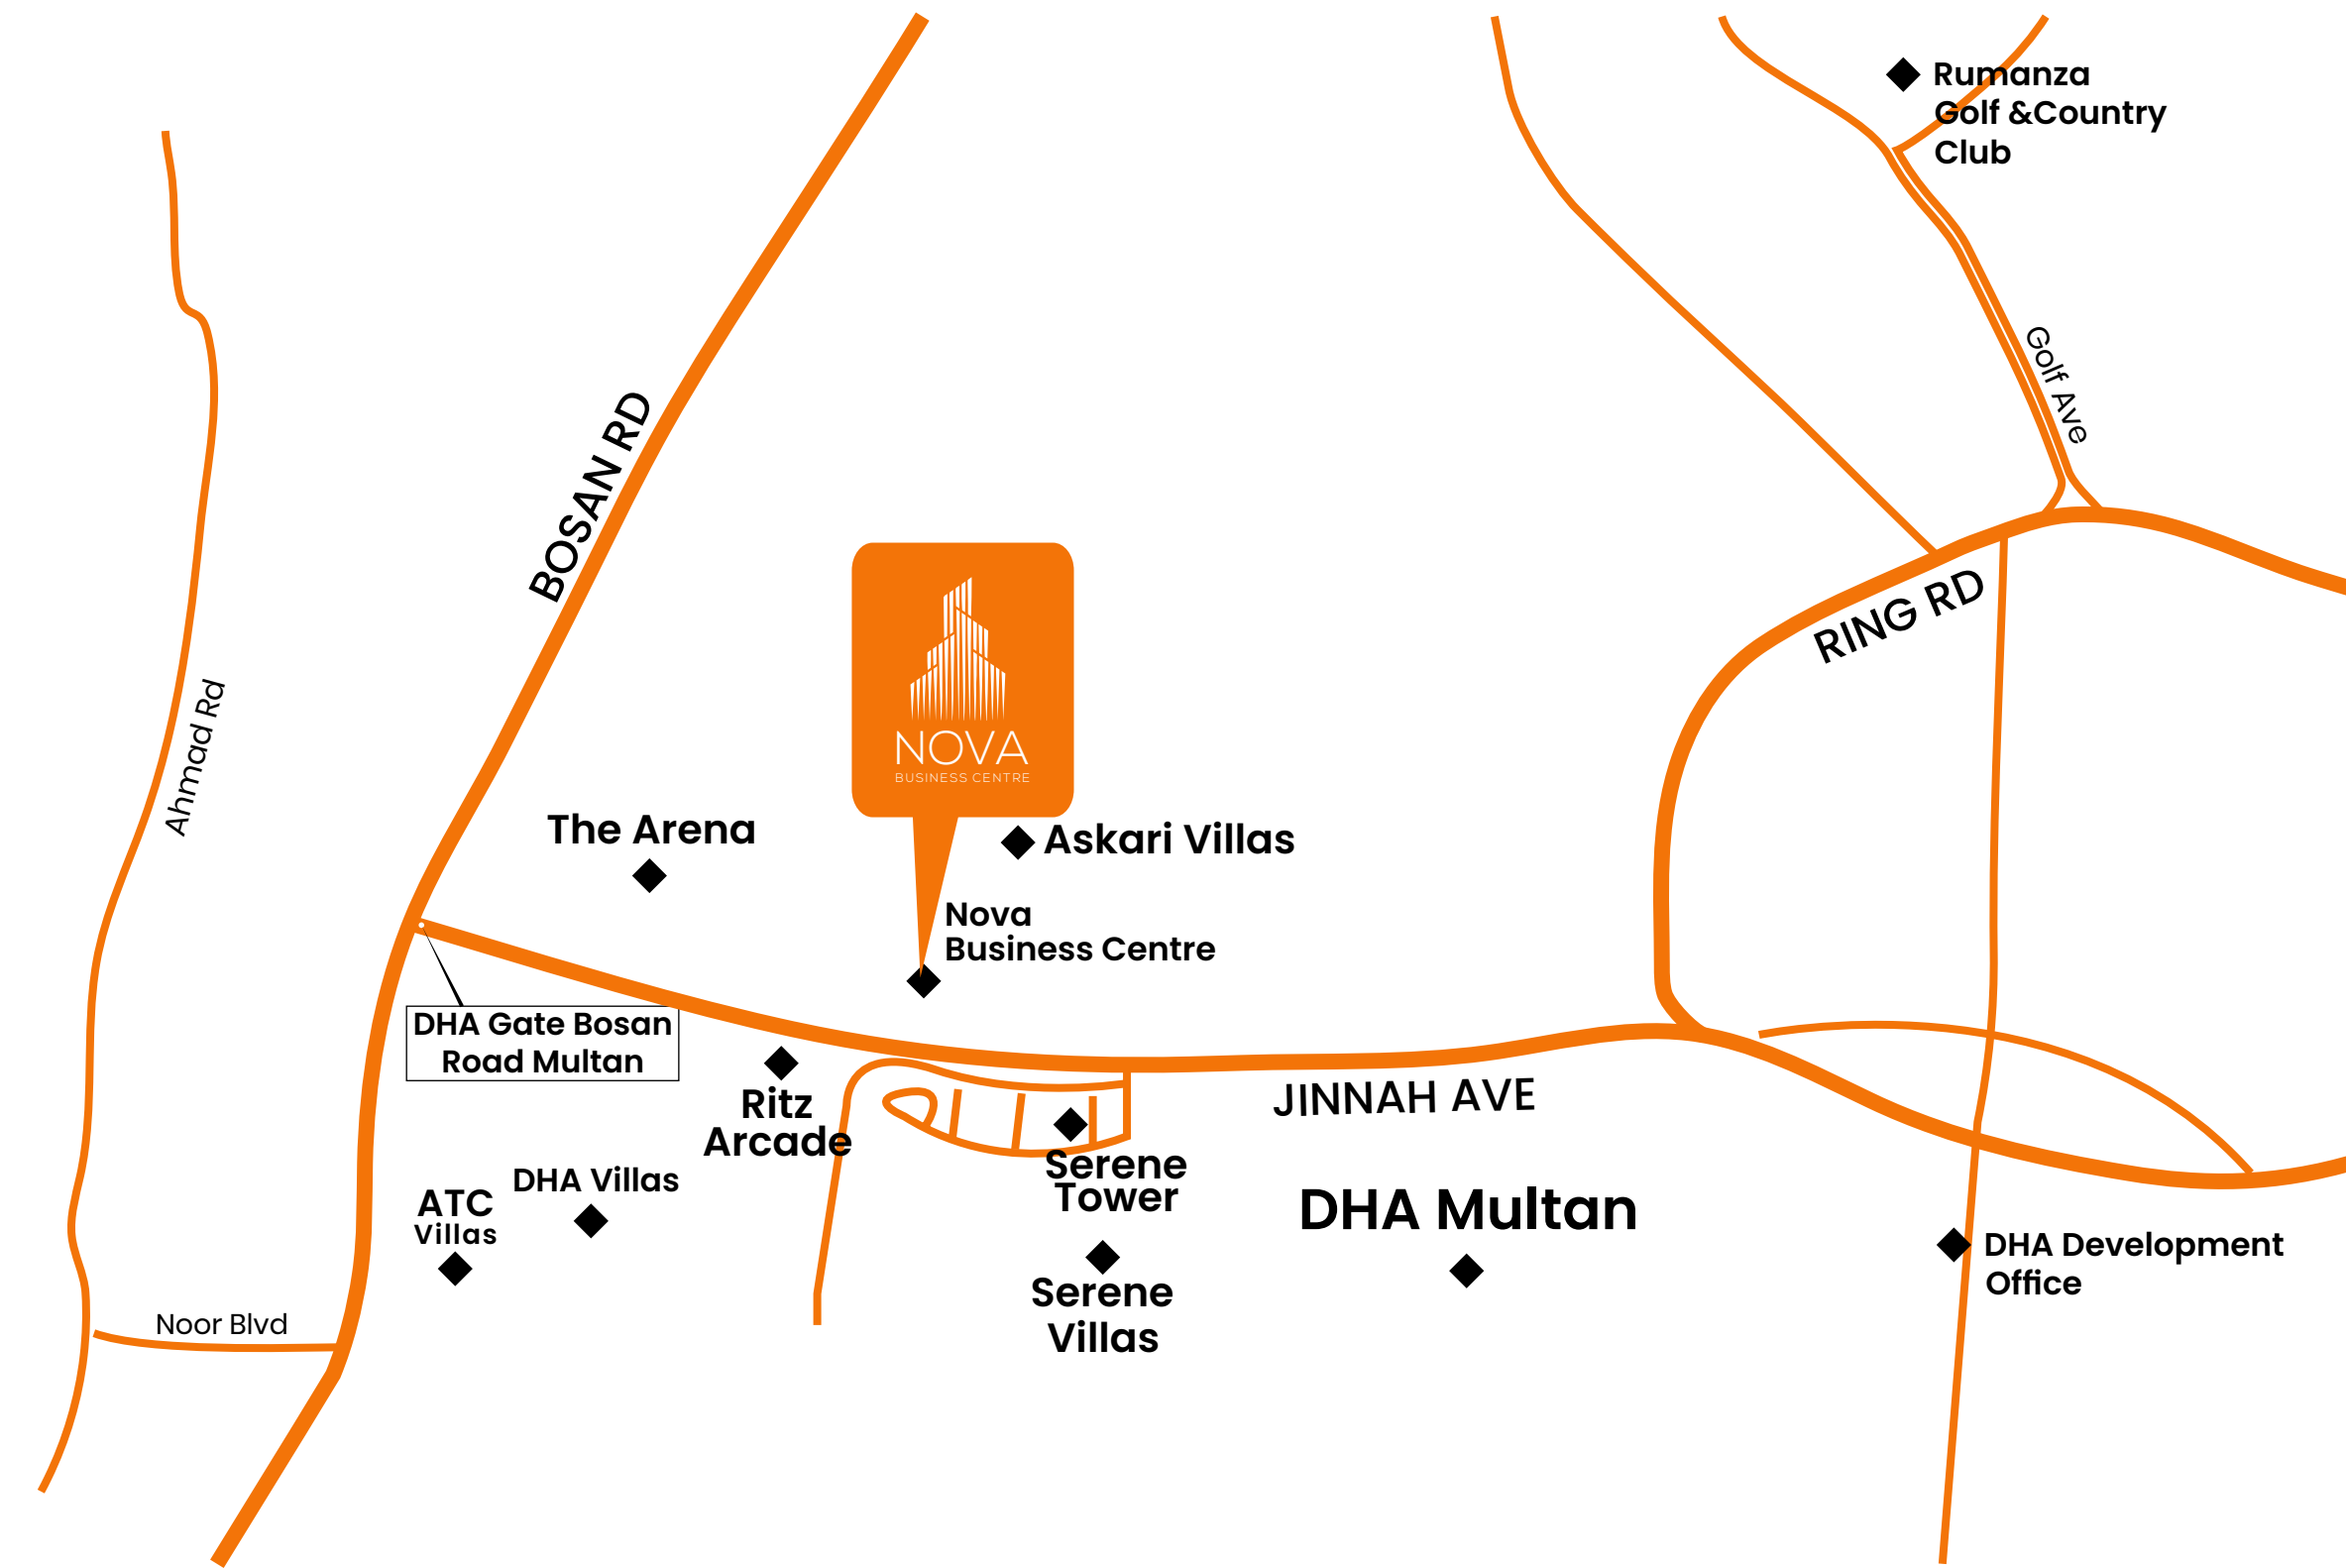 Rumanza
Golf &Country
Club
Golf Ave
BOSAN RD
RING RD
Ahmad Rd
NOVA
BUSINESS CENTRE
The Arena
Askari Villas
Nova
Business Centre
DHA Gate Bosan
Road Multan
Ritz
Arcade
JINNAH AVE
DHA Villas
ATC
Villas
Serene
Tower
DHA Multan
DHA Development
Office
Serene
Villas
Noor Blvd